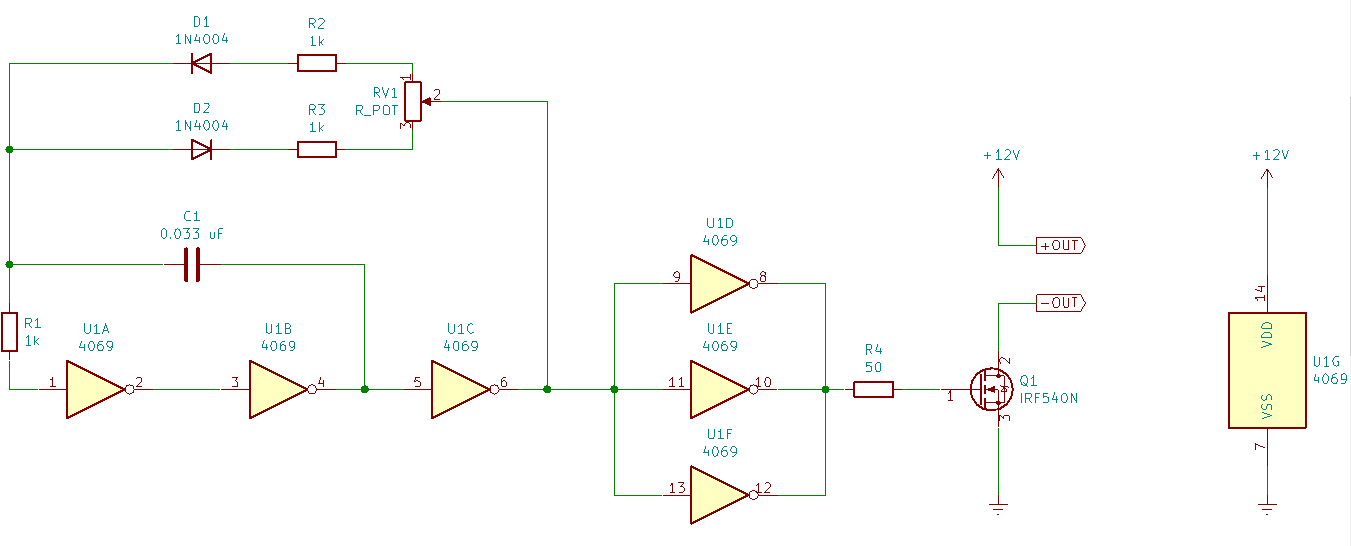 D1
1N4004
R2
1k
1
RV1
R_POT
2
3
D2
1N4004
R3
1k
+12V
+12V
C1
0.033 uF
U1D
4069
9
8
+OUT
-OUT
14
VDD
R1
1k
U1A
4069
1
2
U1B
4069
3
4
U1C
4069
5
6
U1E
4069
11
10
R4
50
1
2
Q1
IRF540N
3
U1G
4069
VSS
7
U1F
4069
13
12